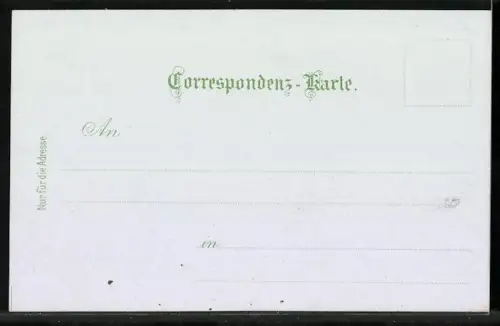 Correspondenz-Karte.
An
Nur für die Adresse.
in